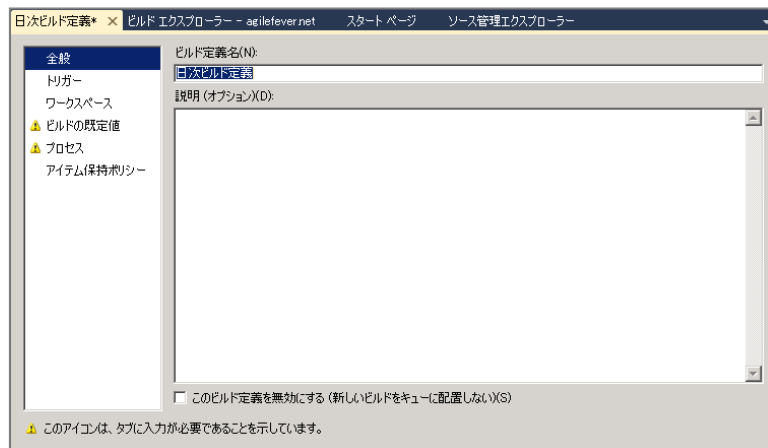 日次ビルド定義* × ビルド エクスプローラー - agilefever.net スタート ページ ソース管理エクスプローラー
全般
トリガー
ワークスペース
ビルドの既定値
プロセス
アイテム保持ポリシー
ビルド定義名(N):
日次ビルド定義
説明 (オプション)(D):
このビルド定義を無効にする (新しいビルドをキューに配置しない)(S)
このアイコンは、タブに入力が必要であることを示しています。